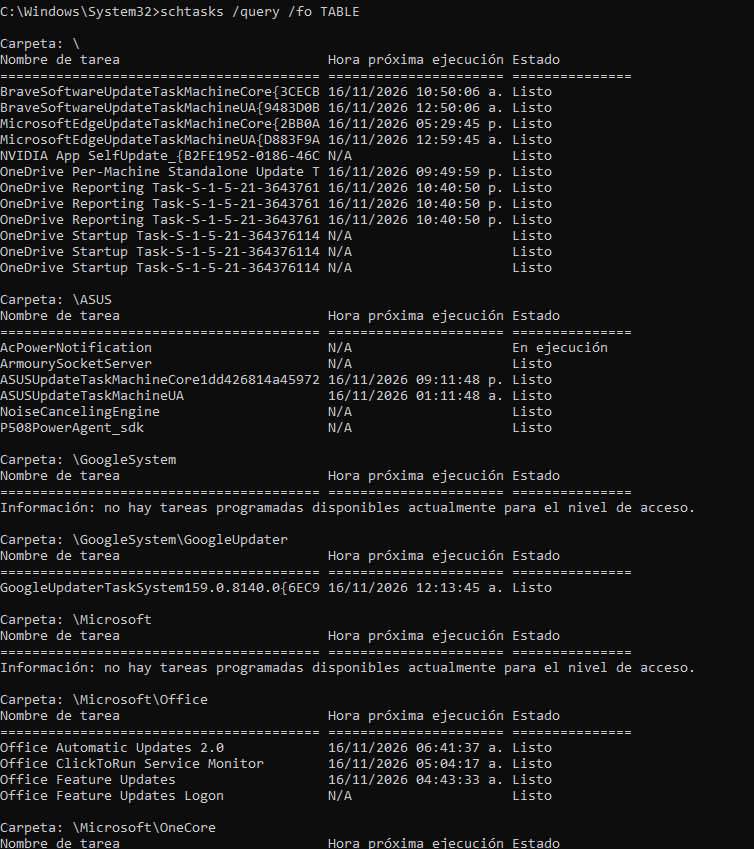 C:\Windows\System32>schtasks /query /fo TABLE
Carpeta: \
Nombre de tarea                          Hora próxima ejecución Estado
======================================== ====================== ===============
BraveSoftwareUpdateTaskMachineCore{3CECB 16/11/2026 10:50:06 a. Listo
BraveSoftwareUpdateTaskMachineUA{9483D0B 16/11/2026 12:50:06 a. Listo
MicrosoftEdgeUpdateTaskMachineCore{2BB0A 16/11/2026 05:29:45 p. Listo
MicrosoftEdgeUpdateTaskMachineUA{D883F9A 16/11/2026 12:59:45 a. Listo
NVIDIA App SelfUpdate_{B2FE1952-0186-46C N/A                    Listo
OneDrive Per-Machine Standalone Update T 16/11/2026 09:49:59 p. Listo
OneDrive Reporting Task-S-1-5-21-3643761 16/11/2026 10:40:50 p. Listo
OneDrive Reporting Task-S-1-5-21-3643761 16/11/2026 10:40:50 p. Listo
OneDrive Reporting Task-S-1-5-21-3643761 16/11/2026 10:40:50 p. Listo
OneDrive Startup Task-S-1-5-21-364376114 N/A                    Listo
OneDrive Startup Task-S-1-5-21-364376114 N/A                    Listo
OneDrive Startup Task-S-1-5-21-364376114 N/A                    Listo
Carpeta: \ASUS
Nombre de tarea                          Hora próxima ejecución Estado
======================================== ====================== ===============
AcPowerNotification                      N/A                    En ejecución
ArmourySocketServer                      N/A                    Listo
ASUSUpdateTaskMachineCore1dd426814a45972 16/11/2026 09:11:48 p. Listo
ASUSUpdateTaskMachineUA                  16/11/2026 01:11:48 a. Listo
NoiseCancelingEngine                     N/A                    Listo
P508PowerAgent_sdk                       N/A                    Listo
Carpeta: \GoogleSystem
Nombre de tarea                          Hora próxima ejecución Estado
======================================== ====================== ===============
Información: no hay tareas programadas disponibles actualmente para el nivel de acceso.
Carpeta: \GoogleSystem\GoogleUpdater
Nombre de tarea                          Hora próxima ejecución Estado
======================================== ====================== ===============
GoogleUpdaterTaskSystem159.0.8140.0{6EC9 16/11/2026 12:13:45 a. Listo
Carpeta: \Microsoft
Nombre de tarea                          Hora próxima ejecución Estado
======================================== ====================== ===============
Información: no hay tareas programadas disponibles actualmente para el nivel de acceso.
Carpeta: \Microsoft\Office
Nombre de tarea                          Hora próxima ejecución Estado
======================================== ====================== ===============
Office Automatic Updates 2.0             16/11/2026 06:41:37 a. Listo
Office ClickToRun Service Monitor        16/11/2026 05:04:17 a. Listo
Office Feature Updates                   16/11/2026 04:43:33 a. Listo
Office Feature Updates Logon             N/A                    Listo
Carpeta: \Microsoft\OneCore
Nombre de tarea                          Hora próxima ejecución Estado